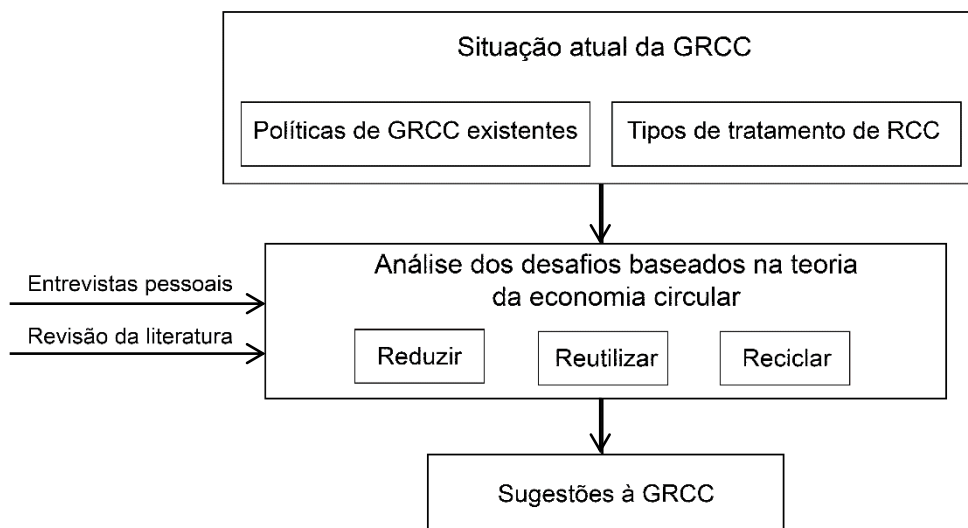 Situação atual da GRCC
Políticas de GRCC existentes
Tipos de tratamento de RCC
Entrevistas pessoais
Revisão da literatura
Análise dos desafios baseados na teoria
da economia circular
Reduzir
Reutilizar
Reciclar
Sugestões à GRCC